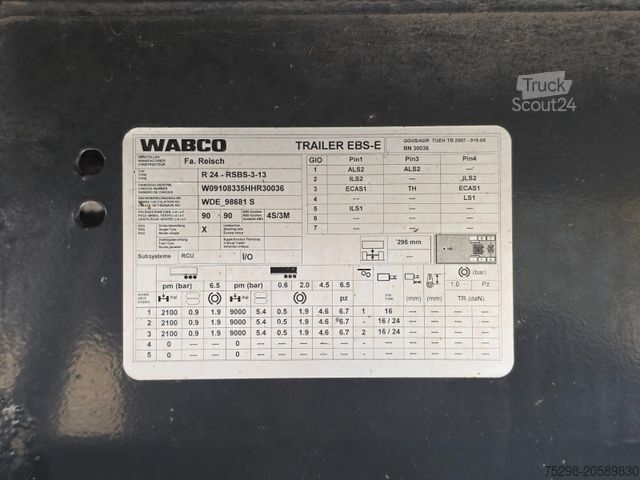 Truck
Scout24
WABCO TRAILER EBS-E GGVS/ADR TUEH TB 2007 - 019.0X
BN 30036
Fa. Reisch
GIO Pin1 Pin3 Pin4
R 24 - RSBS-3-13
1 ALS2 ALS2 ---
2 ILS2 --- JLS2
W09108335HHR30036
3 ECAS1 TH ECAS1
WDE_98681 S
4 --- --- LS1
90 90 4S/3M
5 ILS1 --- ---
X
295 mm
---
Subsystems RCU I/O
pm (bar) 6.5 pm (bar) 0.6 2.0 4.5 6.5 (bar)
pz 1.0 - Pz
(mm) (mm) TR (daN)
1 2100 0.9 1.9 9000 5.4 0.5 1.9 4.6 6.7 1 16 --- --- --- ---
2 2100 0.9 1.9 9000 5.4 0.5 1.9 4.6 6.7 16 / 24 --- --- --- ---
3 2100 0.9 1.9 9000 5.4 0.5 1.9 4.6 6.7 2 16 / 24 --- --- --- ---
4 0 --- --- 0 --- --- --- --- --- --- --- --- --- ---
5 0 --- --- 0 --- --- --- --- --- --- --- --- --- ---
75298-20589830